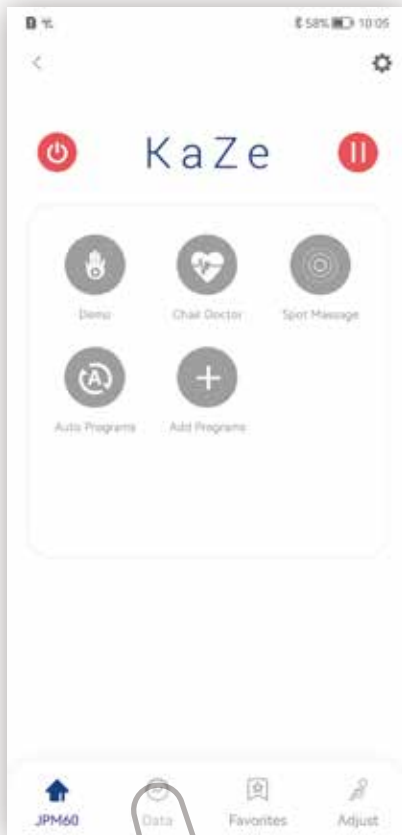 58% 10:05
KaZe
Demo Chair Doctor Spot Massage
A
Auto Programs Add Programs
JPM60 Data Favorites Adjust